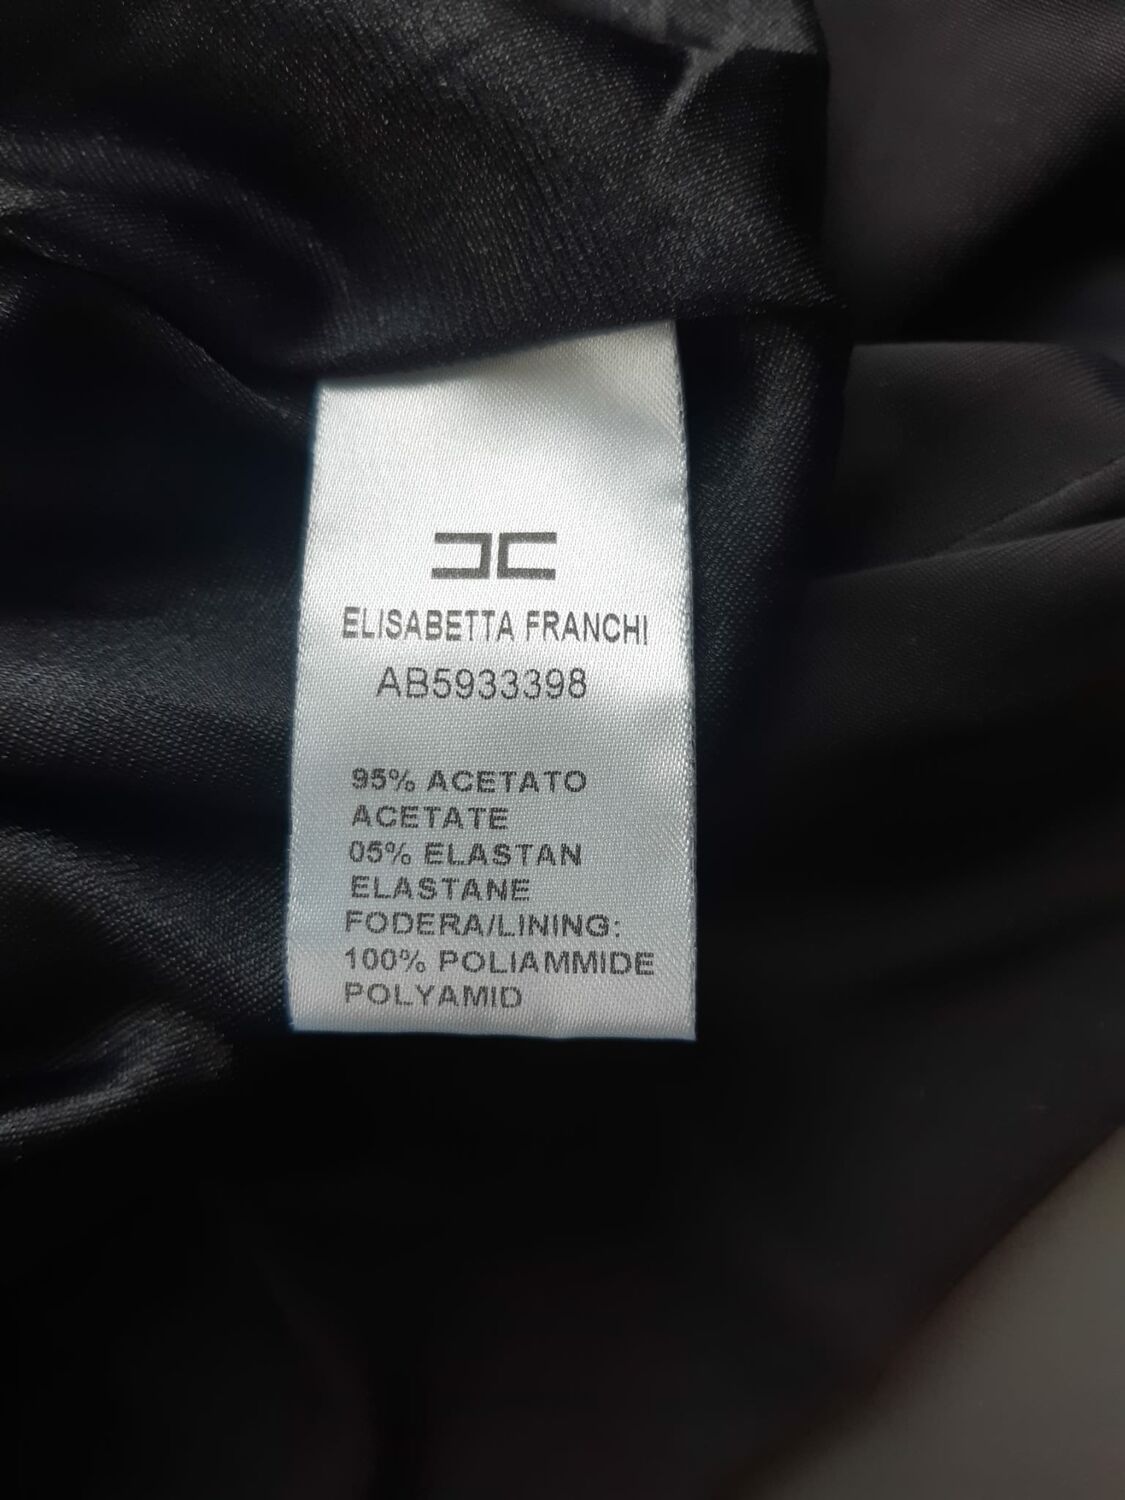 ELISABETTA FRANCHI
AB5933398
95% ACETATO
ACETATE
05% ELASTAN
ELASTANE
FODERA/LINING:
100% POLIAMMIDE
POLYAMID